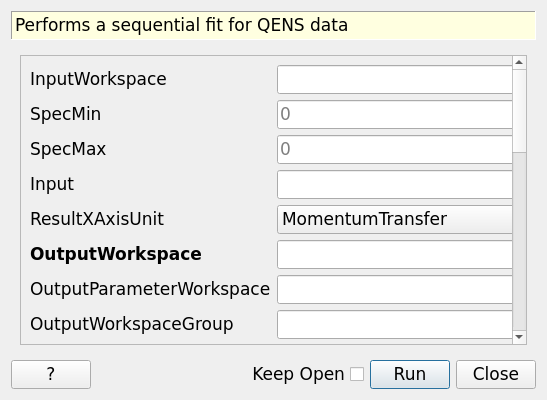 Performs a sequential fit for QENS data
InputWorkspace
SpecMin 0
SpecMax 0
Input
ResultXAxisUnit MomentumTransfer
OutputWorkspace
OutputParameterWorkspace
OutputWorkspaceGroup
? Keep Open Run Close